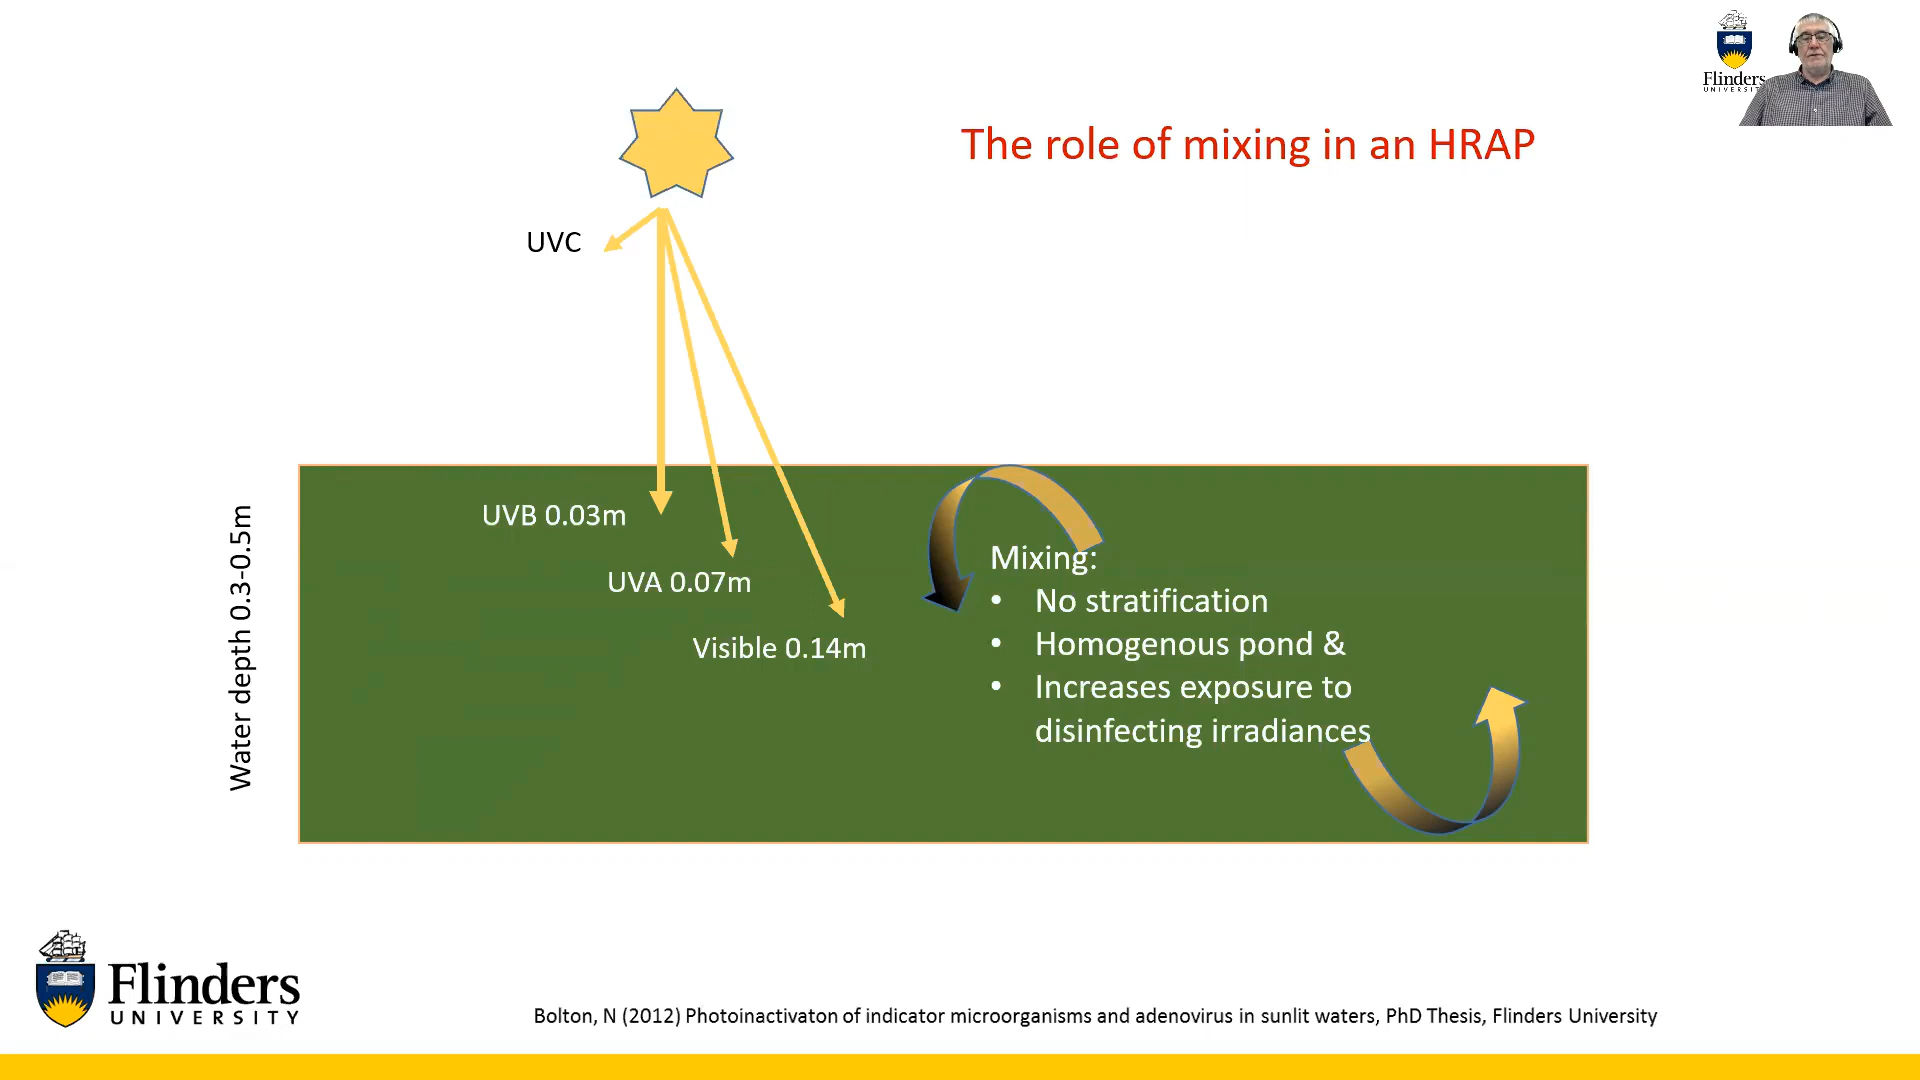 Flinders
UNIVERSITY
The role of mixing in an HRAP
UVC
UVB 0.03m
UVA 0.07m
Visible 0.14m
Water depth 0.3-0.5m
Mixing:
• No stratification
• Homogenous pond &
• Increases exposure to
disinfecting irradiances
Flinders
UNIVERSITY
Bolton, N (2012) Photoinactivaton of indicator microorganisms and adenovirus in sunlit waters, PhD Thesis, Flinders University